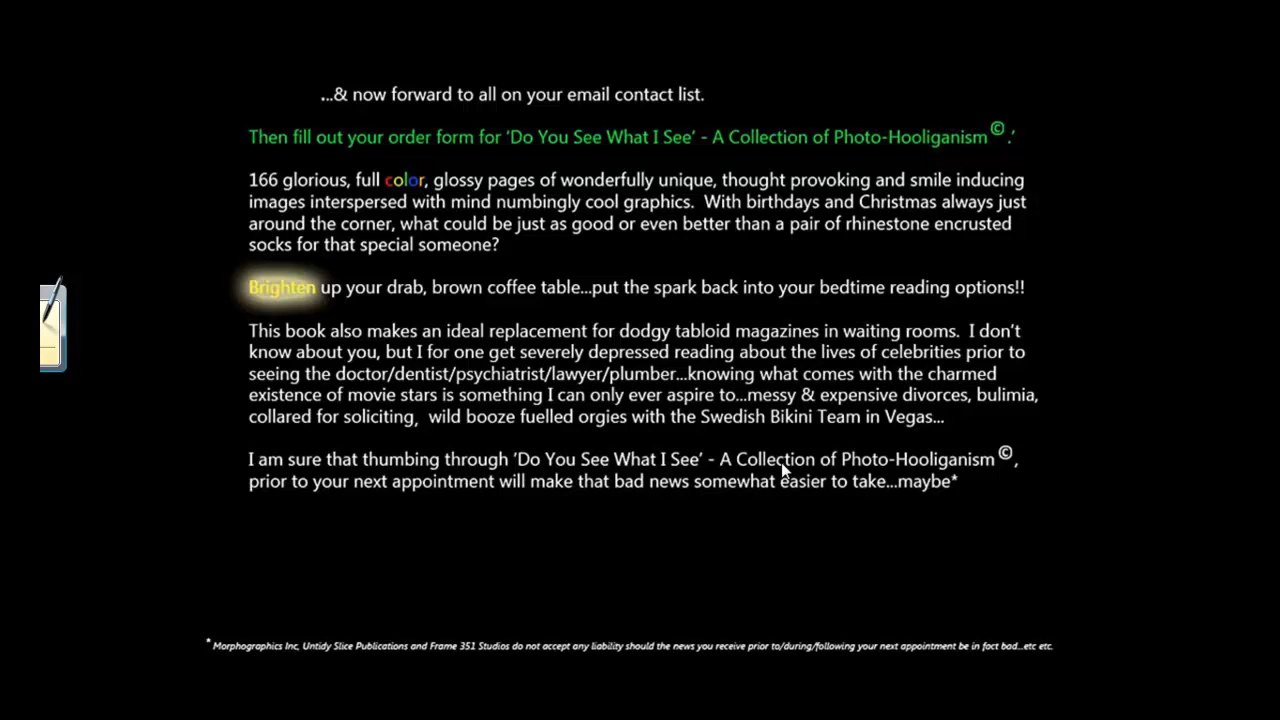 ...& now forward to all on your email contact list.
Then fill out your order form for ‘Do You See What I See’ - A Collection of Photo-Hooliganism©.’
166 glorious, full color, glossy pages of wonderfully unique, thought provoking and smile inducing
images interspersed with mind numbingly cool graphics.  With birthdays and Christmas always just
around the corner, what could be just as good or even better than a pair of rhinestone encrusted
socks for that special someone?
Brighten up your drab, brown coffee table...put the spark back into your bedtime reading options!!
This book also makes an ideal replacement for dodgy tabloid magazines in waiting rooms.  I don’t
know about you, but I for one get severely depressed reading about the lives of celebrities prior to
seeing the doctor/dentist/psychiatrist/lawyer/plumber...knowing what comes with the charmed
existence of movie stars is something I can only ever aspire to...messy & expensive divorces, bulimia,
collared for soliciting,  wild booze fuelled orgies with the Swedish Bikini Team in Vegas...
I am sure that thumbing through ‘Do You See What I See’ - A Collection of Photo-Hooliganism©,
prior to your next appointment will make that bad news somewhat easier to take...maybe*
* Morphographics Inc, Untidy Slice Publications and Frame 351 Studios do not accept any liability should the news you receive prior to/during/following your next appointment be in fact bad...etc etc.